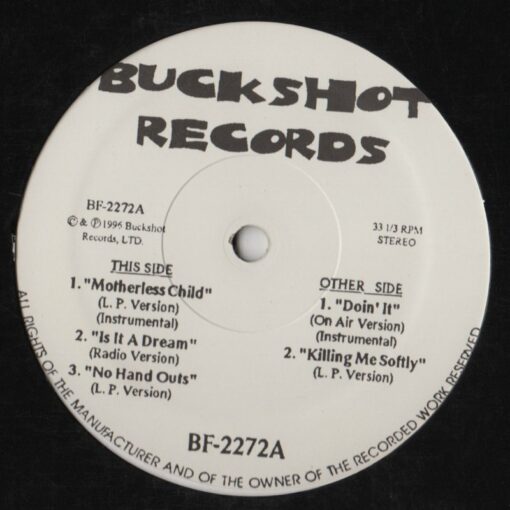 BUCKSHOT
RECORDS
BF-2272A
© & ℗ 1996 Buckshot
Records, LTD.
33 1/3 RPM
STEREO
THIS SIDE
1. "Motherless Child"
(L. P. Version)
(Instrumental)
2. "Is It A Dream"
(Radio Version)
3. "No Hand Outs"
(L. P. Version)
OTHER SIDE
1. "Doin' It"
(On Air Version)
(Instrumental)
2. "Killing Me Softly"
(L. P. Version)
BF-2272A
ALL RIGHTS OF THE MANUFACTURER AND OF THE OWNER OF THE RECORDED WORK RESERVED